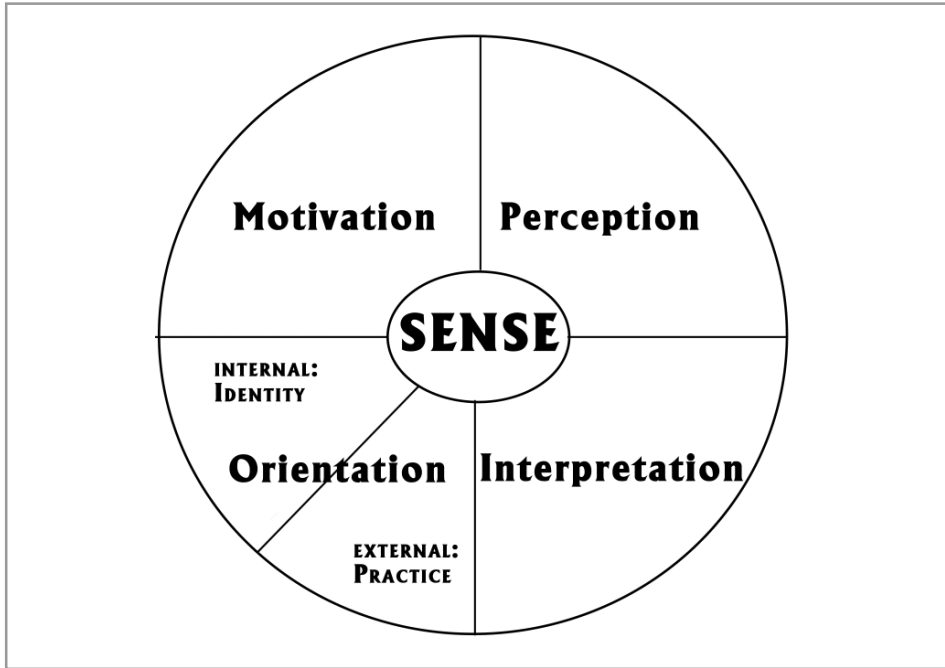 Motivation
Perception
SENSE
INTERNAL:
IDENTITY
Orientation
Interpretation
EXTERNAL:
PRACTICE